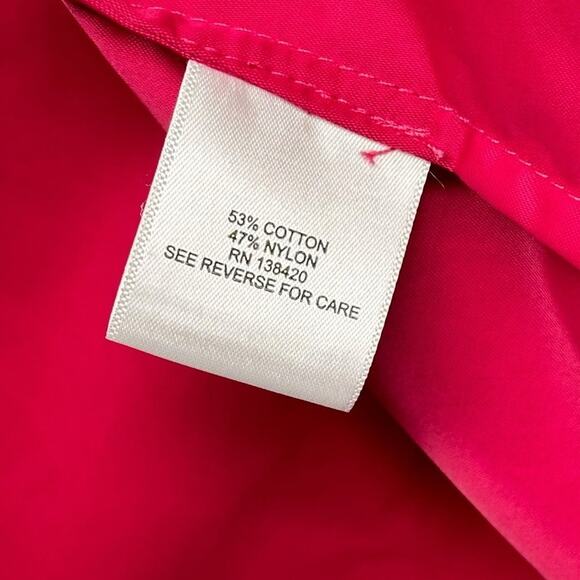 53% COTTON
47% NYLON
RN 138420
SEE REVERSE FOR CARE